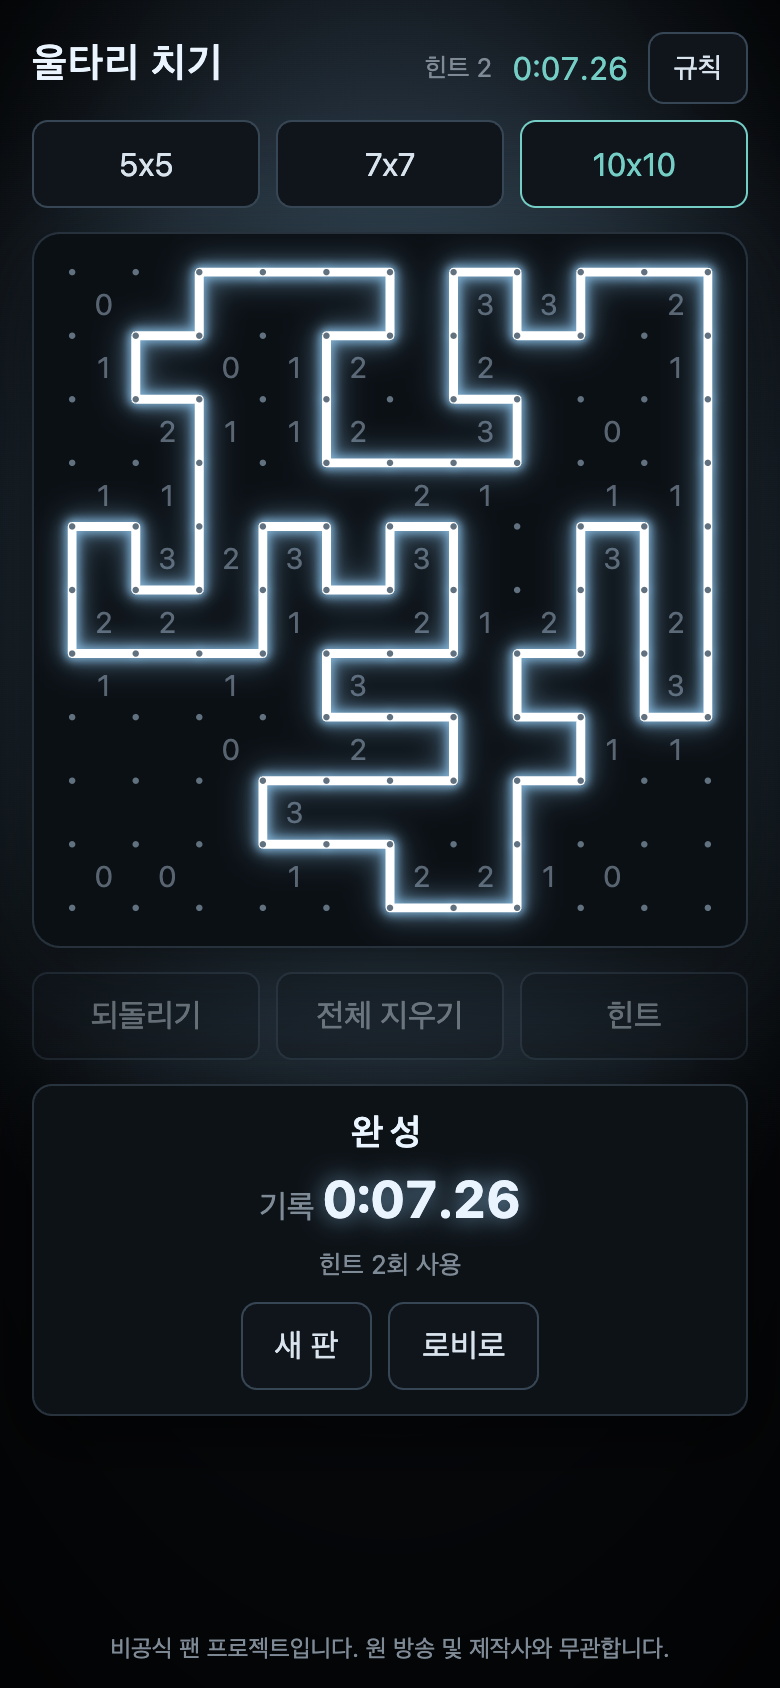 울타리 치기 힌트 2 0:07.26 규칙
5x5 7x7 10x10
0 3 3 2
1 0 1 2 2 1
2 1 1 2 3 0
1 1 2 1 1 1
3 2 3 3 3
2 2 1 2 1 2 2
1 1 3 3
0 2 1 1
3
0 0 1 2 2 1 0
되돌리기 전체 지우기 힌트
완성
기록 0:07.26
힌트 2회 사용
새 판 로비로
비공식 팬 프로젝트입니다. 원 방송 및 제작사와 무관합니다.